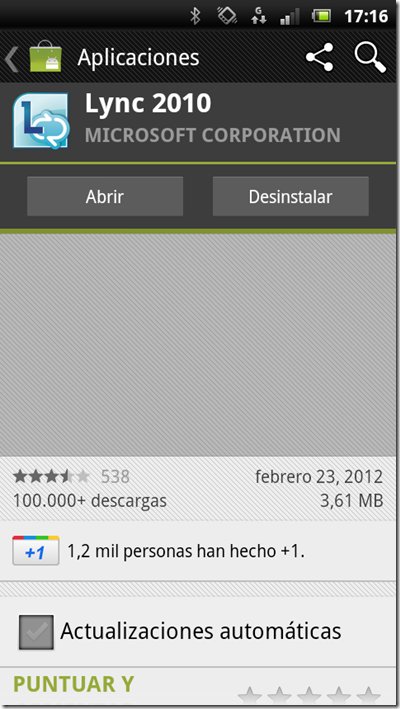 G
17:16
Aplicaciones
L
Lync 2010
MICROSOFT CORPORATION
Abrir
Desinstalar
538
febrero 23, 2012
100.000+ descargas
3,61 MB
+1
1,2 mil personas han hecho +1.
Actualizaciones automáticas
PUNTUAR Y